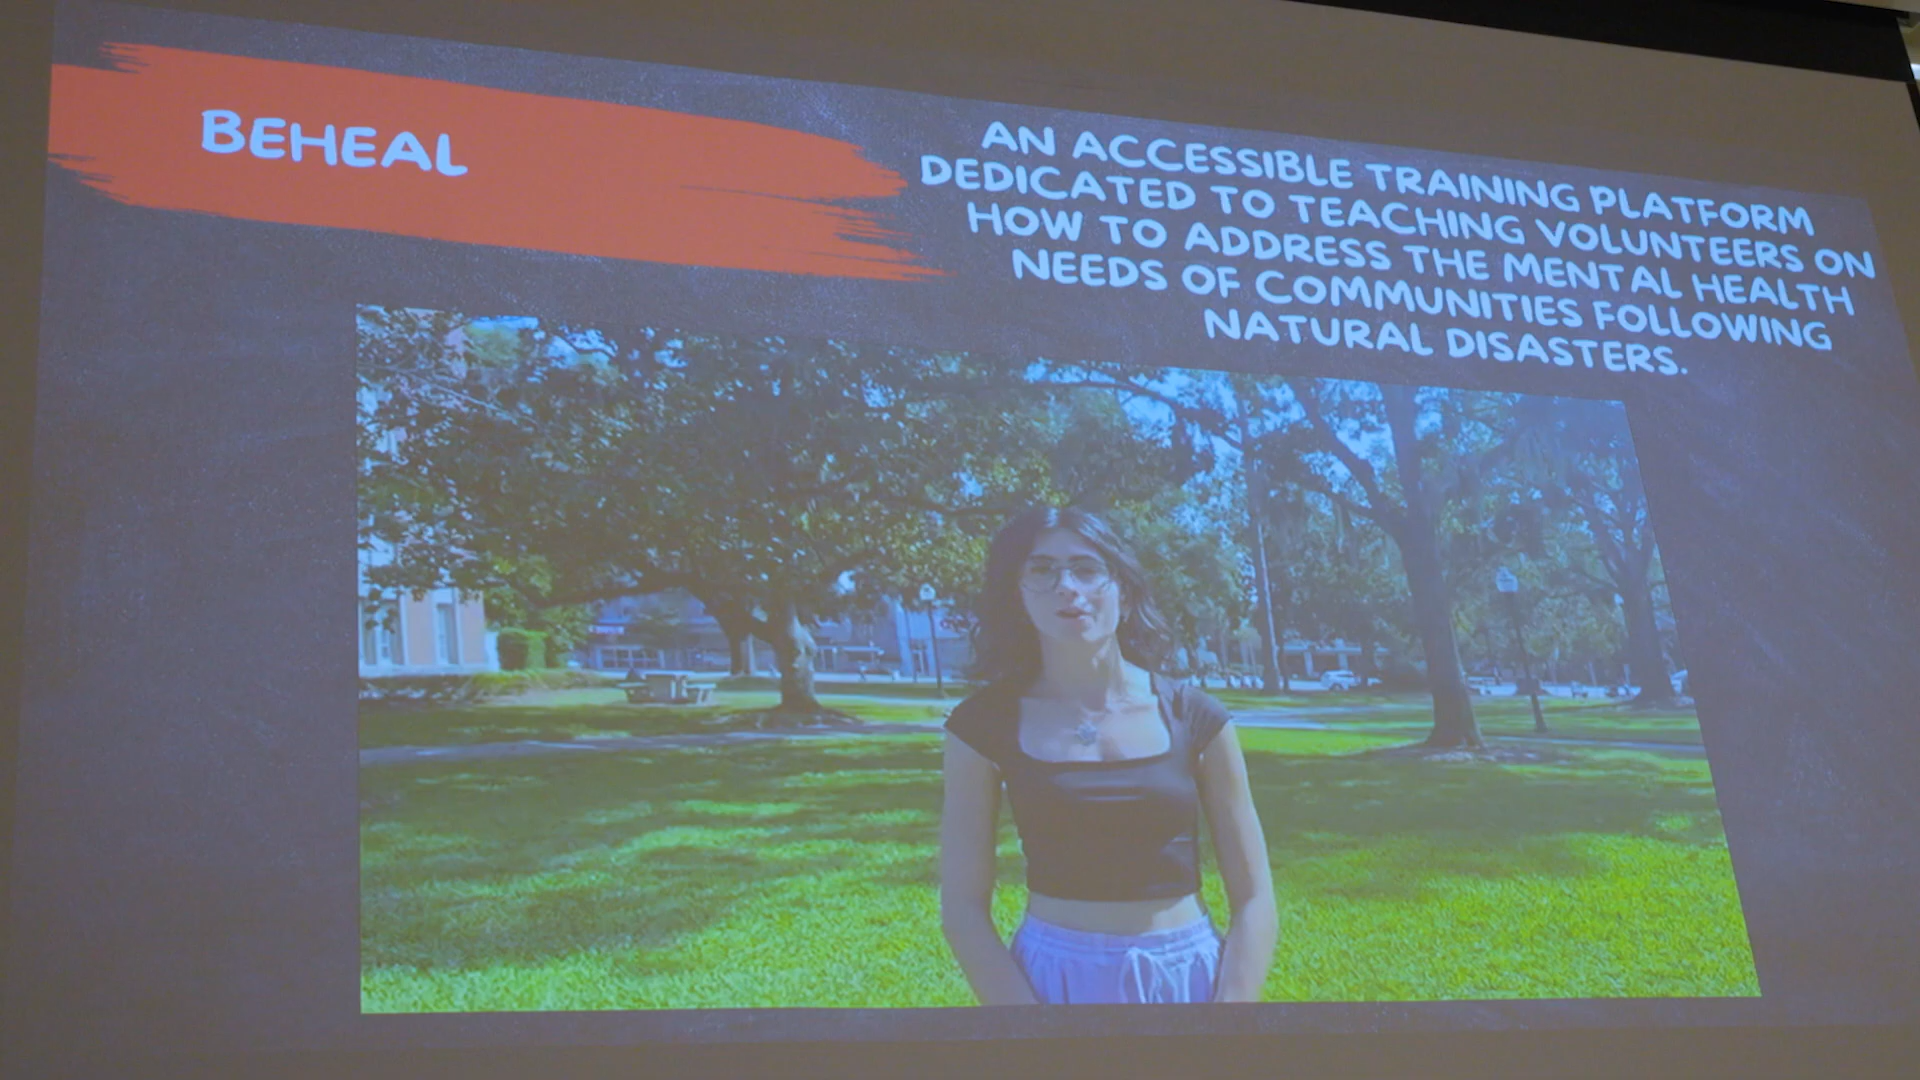 BEHEAL
AN ACCESSIBLE TRAINING PLATFORM
DEDICATED TO TEACHING VOLUNTEERS ON
HOW TO ADDRESS THE MENTAL HEALTH
NEEDS OF COMMUNITIES FOLLOWING
NATURAL DISASTERS.